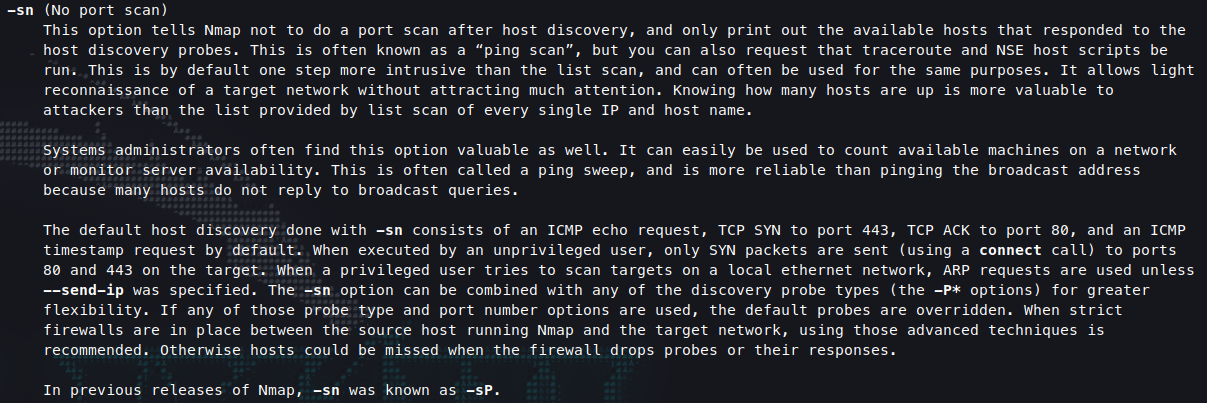 -sn (No port scan)
This option tells Nmap not to do a port scan after host discovery, and only print out the available hosts that responded to the
host discovery probes. This is often known as a “ping scan”, but you can also request that traceroute and NSE host scripts be
run. This is by default one step more intrusive than the list scan, and can often be used for the same purposes. It allows light
reconnaissance of a target network without attracting much attention. Knowing how many hosts are up is more valuable to
attackers than the list provided by list scan of every single IP and host name.

Systems administrators often find this option valuable as well. It can easily be used to count available machines on a network
or monitor server availability. This is often called a ping sweep, and is more reliable than pinging the broadcast address
because many hosts do not reply to broadcast queries.

The default host discovery done with -sn consists of an ICMP echo request, TCP SYN to port 443, TCP ACK to port 80, and an ICMP
timestamp request by default. When executed by an unprivileged user, only SYN packets are sent (using a connect call) to ports
80 and 443 on the target. When a privileged user tries to scan targets on a local ethernet network, ARP requests are used unless
--send-ip was specified. The -sn option can be combined with any of the discovery probe types (the -P* options) for greater
flexibility. If any of those probe type and port number options are used, the default probes are overridden. When strict
firewalls are in place between the source host running Nmap and the target network, using those advanced techniques is
recommended. Otherwise hosts could be missed when the firewall drops probes or their responses.

In previous releases of Nmap, -sn was known as -sP.